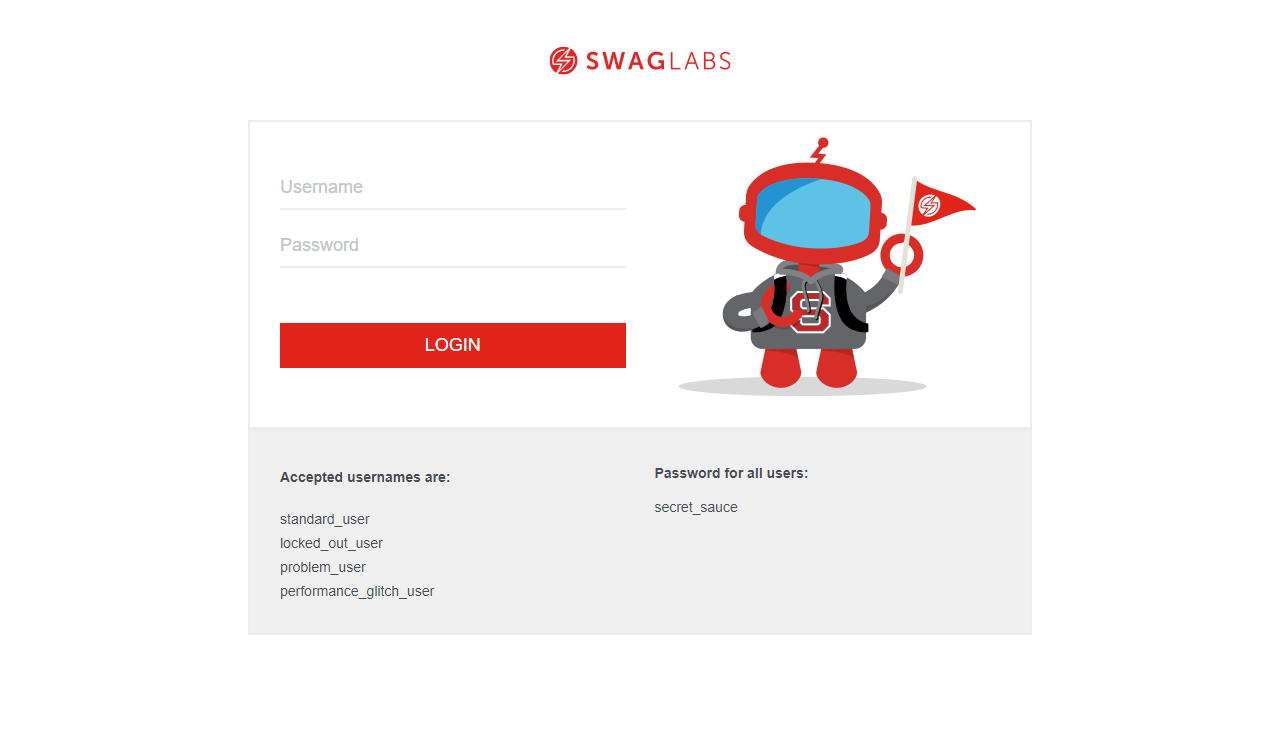 SWAGLABS
Username
Password
LOGIN
S
Accepted usernames are:
standard_user
locked_out_user
problem_user
performance_glitch_user
Password for all users:
secret_sauce